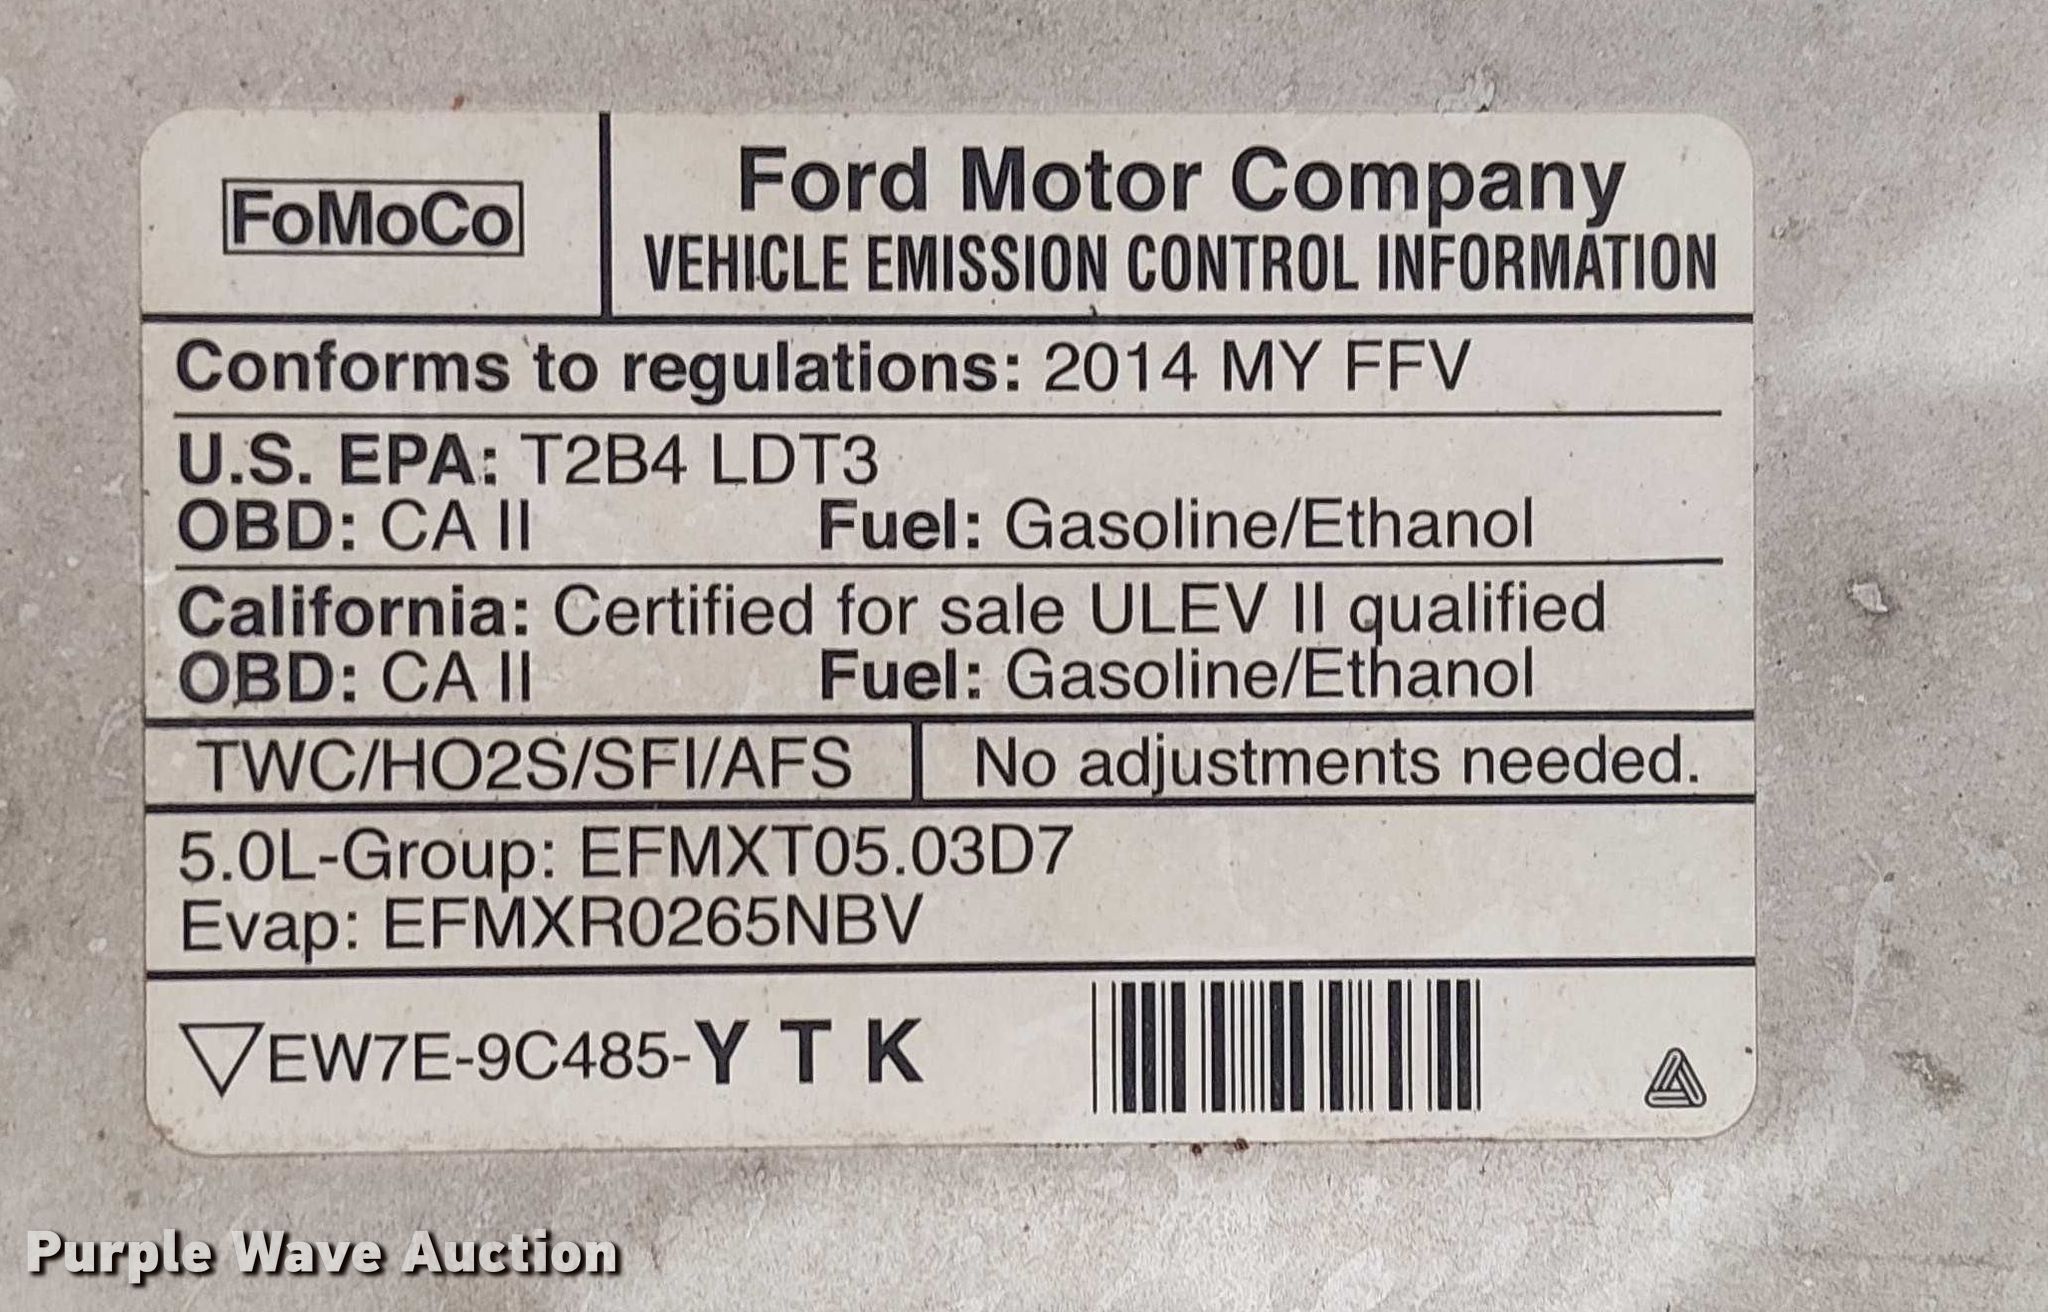 FoMoCo
Ford Motor Company
VEHICLE EMISSION CONTROL INFORMATION
Conforms to regulations: 2014 MY FFV
U.S. EPA: T2B4 LDT3
OBD: CA II Fuel: Gasoline/Ethanol
California: Certified for sale ULEV II qualified
OBD: CA II Fuel: Gasoline/Ethanol
TWC/HO2S/SFI/AFS No adjustments needed.
5.0L-Group: EFMXT05.03D7
Evap: EFMXR0265NBV
EW7E-9C485-Y T K
Purple Wave Auction